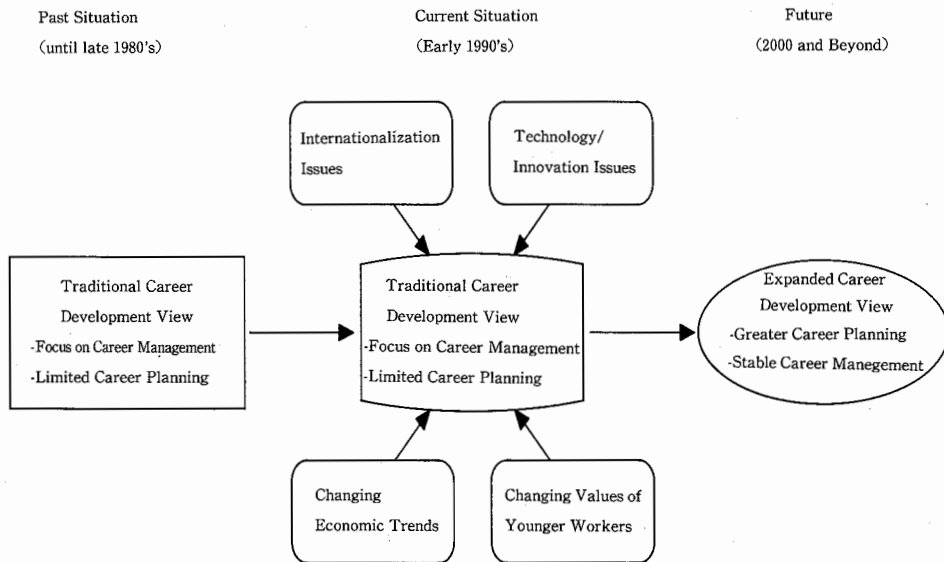 Past Situation
(until late 1980's)
Current Situation
(Early 1990's)
Future
(2000 and Beyond)
Internationalization
Issues
Technology/
Innovation Issues
Traditional Career
Development View
-Focus on Career Management
-Limited Career Planning
Traditional Career
Development View
-Focus on Career Management
-Limited Career Planning
Expanded Career
Development View
-Greater Career Planning
-Stable Career Manegement
Changing
Economic Trends
Changing Values of
Younger Workers